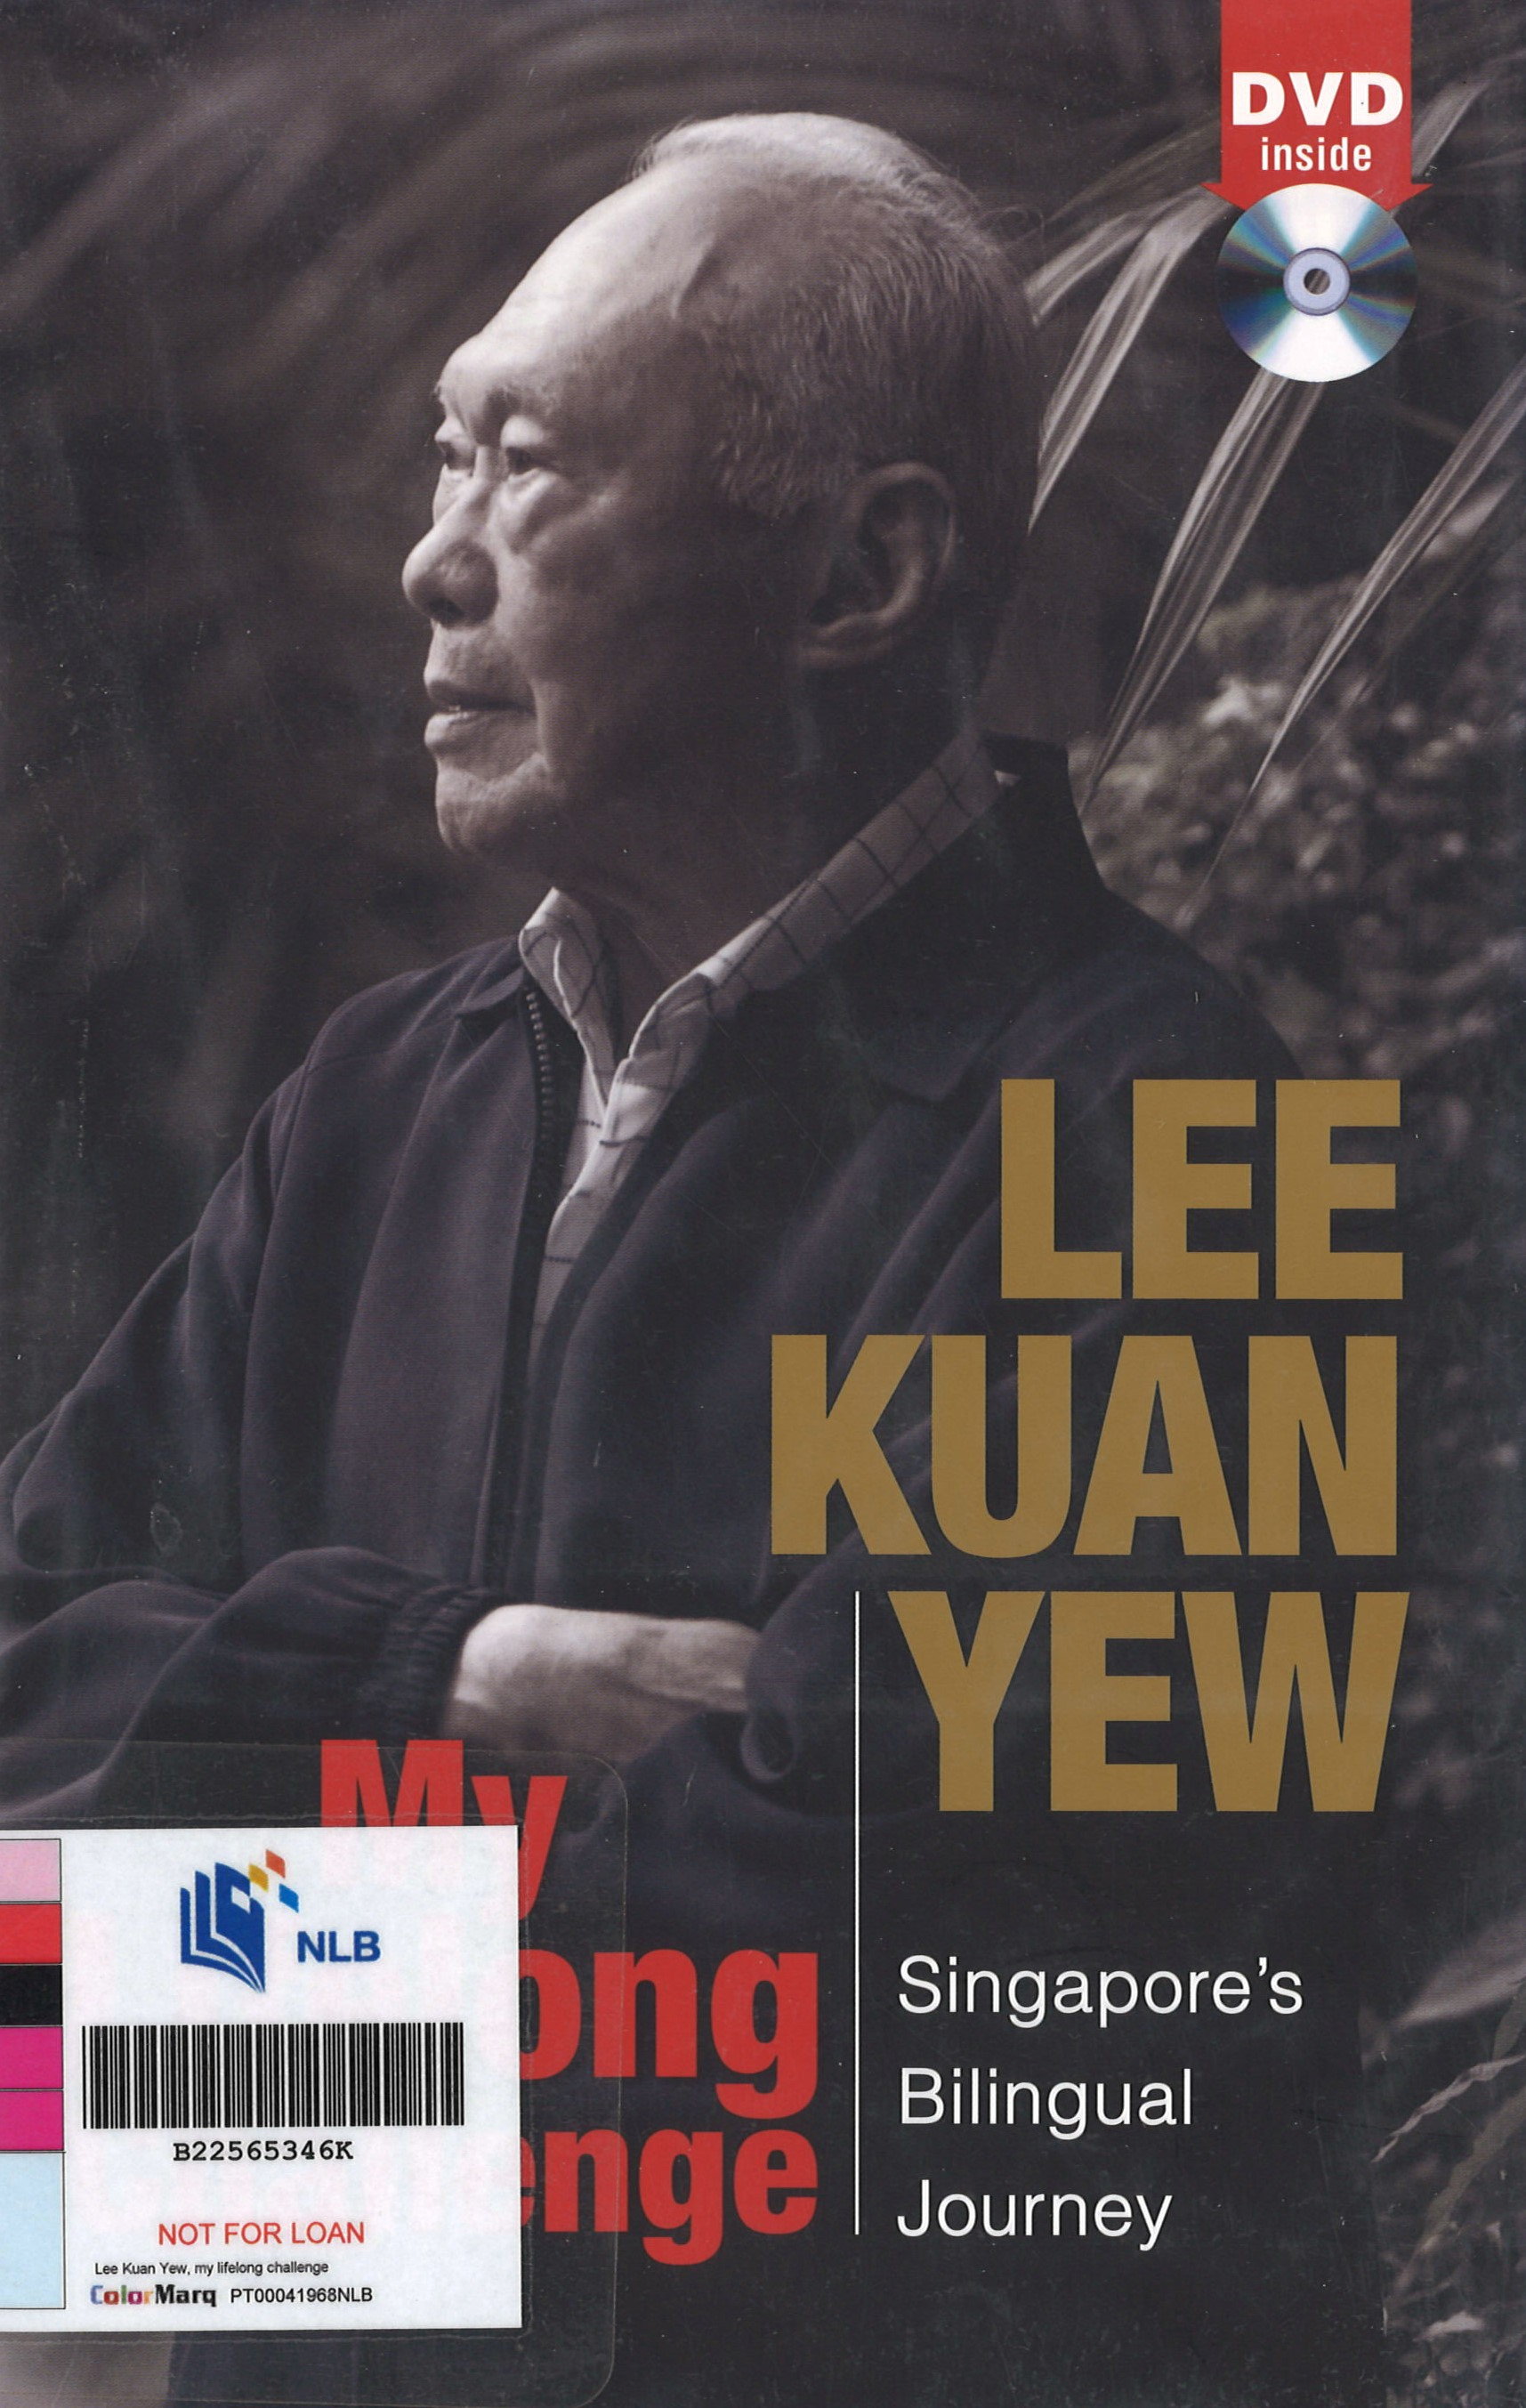 DVD
inside
LEE
KUAN
YEW
My
ong
enge
Singapore's
Bilingual
Journey
NLB
B22565346K
NOT FOR LOAN
Lee Kuan Yew, my lifelong challenge
ColorMarq PT00041968NLB